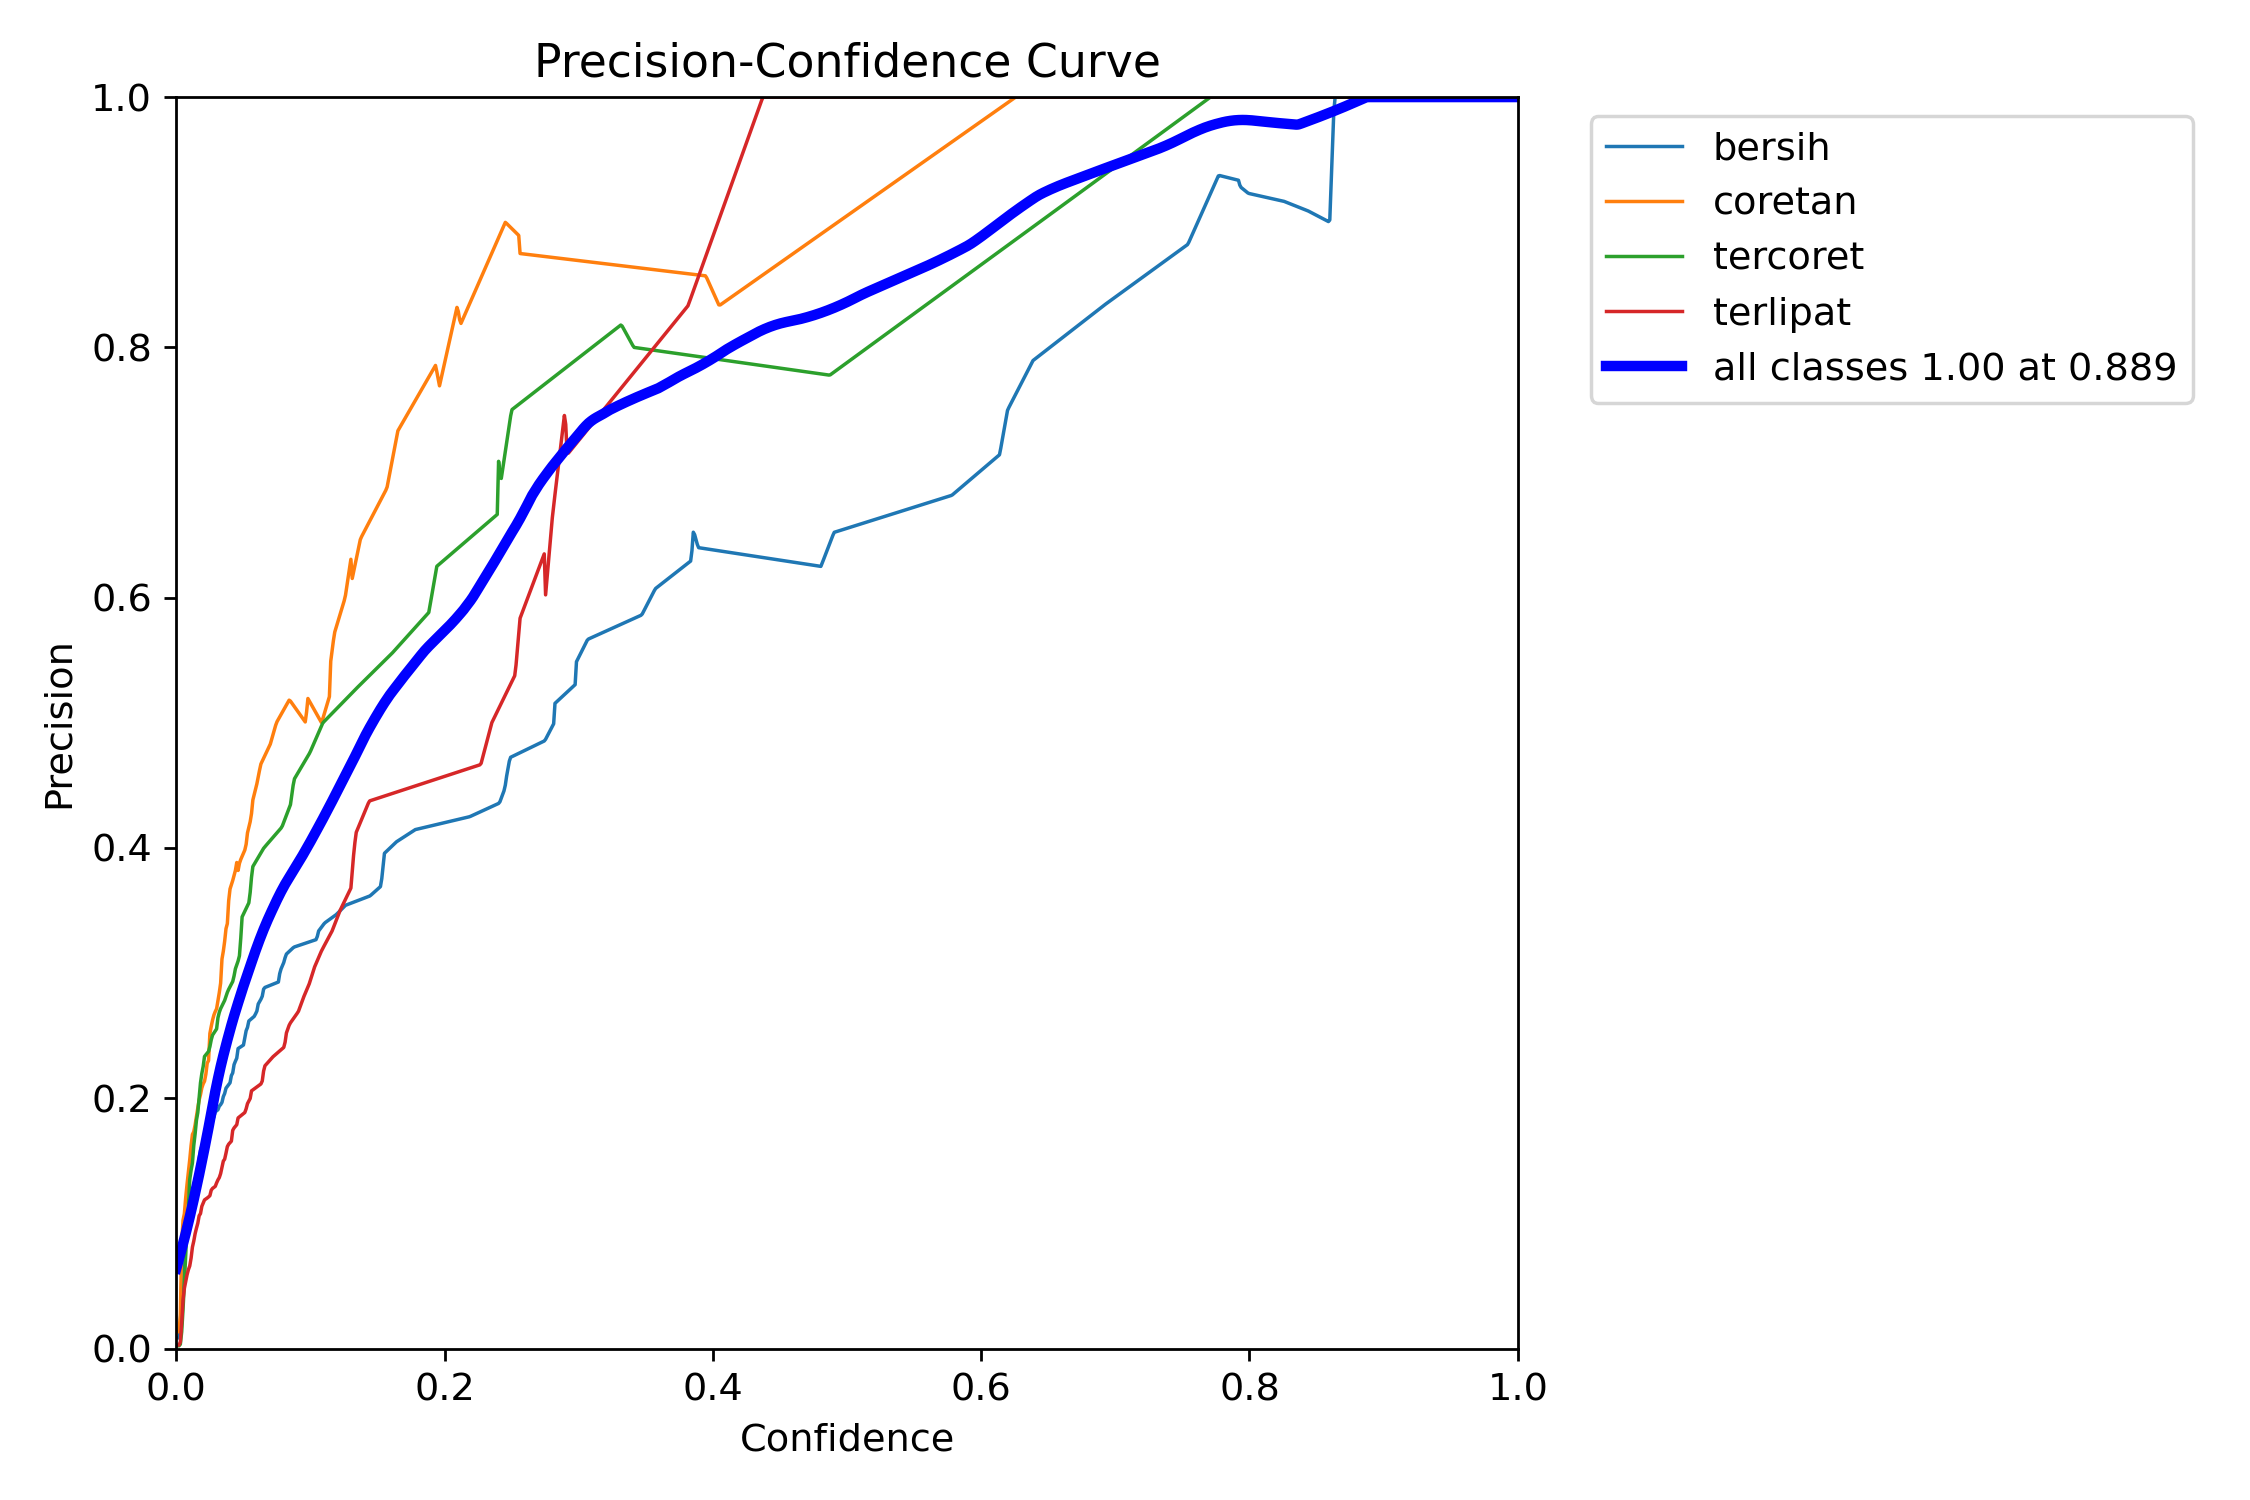 Precision-Confidence Curve
1.0
0.8
0.6
0.4
0.2
0.0
Precision
0.0 0.2 0.4 0.6 0.8 1.0
Confidence
bersih
coretan
tercoret
terlipat
all classes 1.00 at 0.889